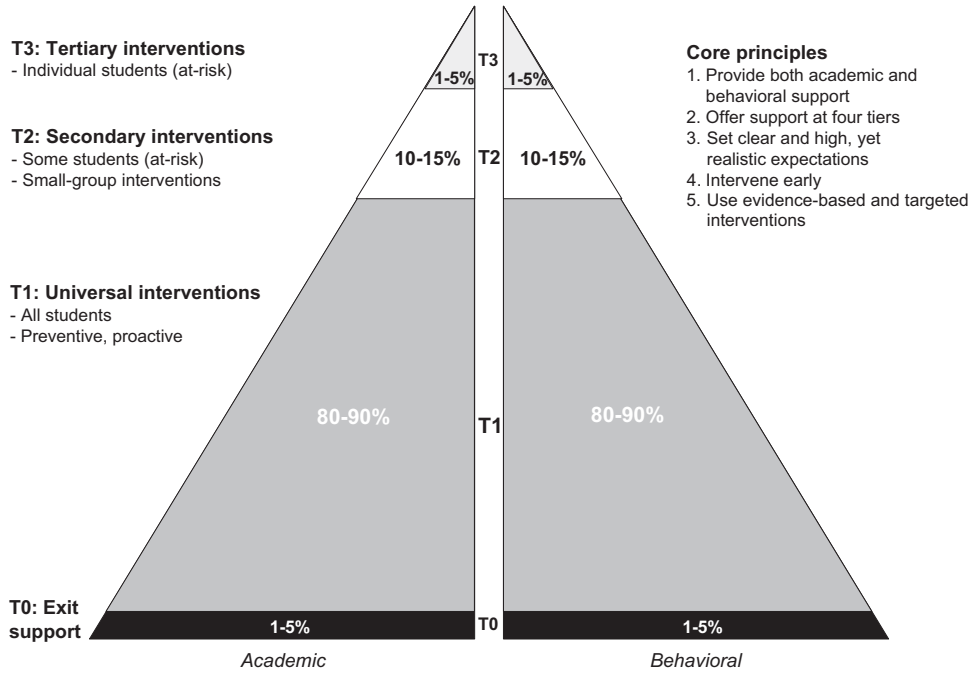 T3: Tertiary interventions
- Individual students (at-risk)
T2: Secondary interventions
- Some students (at-risk)
- Small-group interventions
T1: Universal interventions
- All students
- Preventive, proactive
T0: Exit
support
1-5%
T3
1-5%
10-15%
T2
10-15%
80-90%
T1
80-90%
1-5%
T0
1-5%
Academic
Behavioral
Core principles
1. Provide both academic and
behavioral support
2. Offer support at four tiers
3. Set clear and high, yet
realistic expectations
4. Intervene early
5. Use evidence-based and targeted
interventions